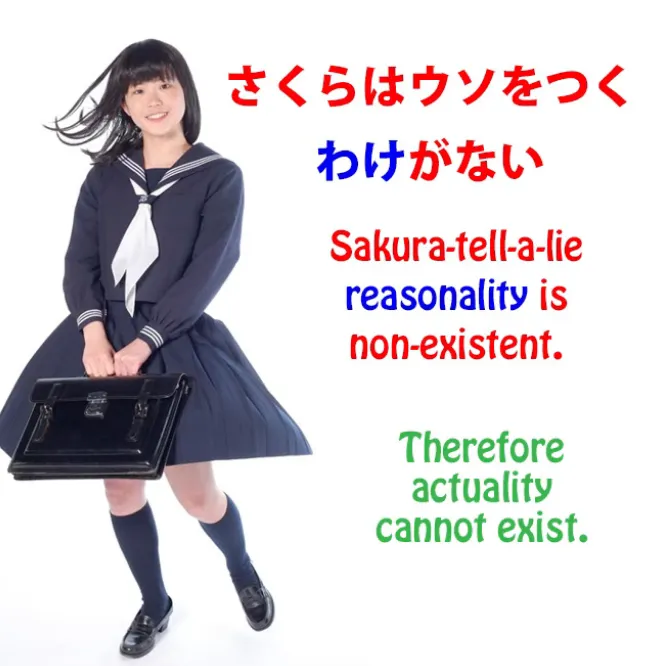 さくらはウソをつく
わけがない
Sakura-tell-a-lie
reasonality is
non-existent.
Therefore
actuality
cannot exist.